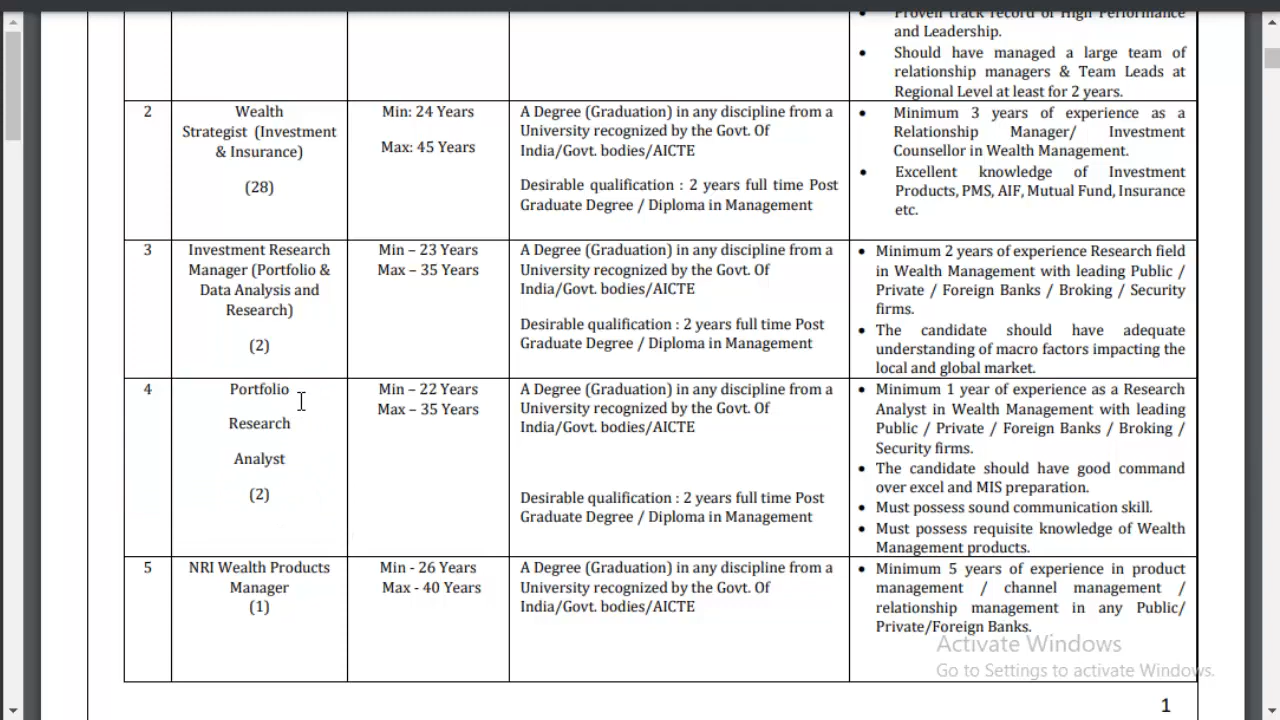 Proven track record of High Performance
and Leadership.
• Should have managed a large team of
relationship managers & Team Leads at
Regional Level at least for 2 years.
2
Wealth
Strategist (Investment
& Insurance)
(28)
Min: 24 Years
Max: 45 Years
A Degree (Graduation) in any discipline from a
University recognized by the Govt. Of
India/Govt. bodies/AICTE
Desirable qualification : 2 years full time Post
Graduate Degree / Diploma in Management
• Minimum 3 years of experience as a
Relationship Manager/ Investment
Counsellor in Wealth Management.
• Excellent knowledge of Investment
Products, PMS, AIF, Mutual Fund, Insurance
etc.
3
Investment Research
Manager (Portfolio &
Data Analysis and
Research)
(2)
Min – 23 Years
Max – 35 Years
A Degree (Graduation) in any discipline from a
University recognized by the Govt. Of
India/Govt. bodies/AICTE
Desirable qualification : 2 years full time Post
Graduate Degree / Diploma in Management
• Minimum 2 years of experience Research field
in Wealth Management with leading Public /
Private / Foreign Banks / Broking / Security
firms.
• The candidate should have adequate
understanding of macro factors impacting the
local and global market.
4
Portfolio
Research
Analyst
(2)
Min – 22 Years
Max – 35 Years
A Degree (Graduation) in any discipline from a
University recognized by the Govt. Of
India/Govt. bodies/AICTE
Desirable qualification : 2 years full time Post
Graduate Degree / Diploma in Management
• Minimum 1 year of experience as a Research
Analyst in Wealth Management with leading
Public / Private / Foreign Banks / Broking /
Security firms.
• The candidate should have good command
over excel and MIS preparation.
• Must possess sound communication skill.
• Must possess requisite knowledge of Wealth
Management products.
5
NRI Wealth Products
Manager
(1)
Min - 26 Years
Max - 40 Years
A Degree (Graduation) in any discipline from a
University recognized by the Govt. Of
India/Govt. bodies/AICTE
• Minimum 5 years of experience in product
management / channel management /
relationship management in any Public/
Private/Foreign Banks.
Activate Windows
Go to Settings to activate Windows.
1